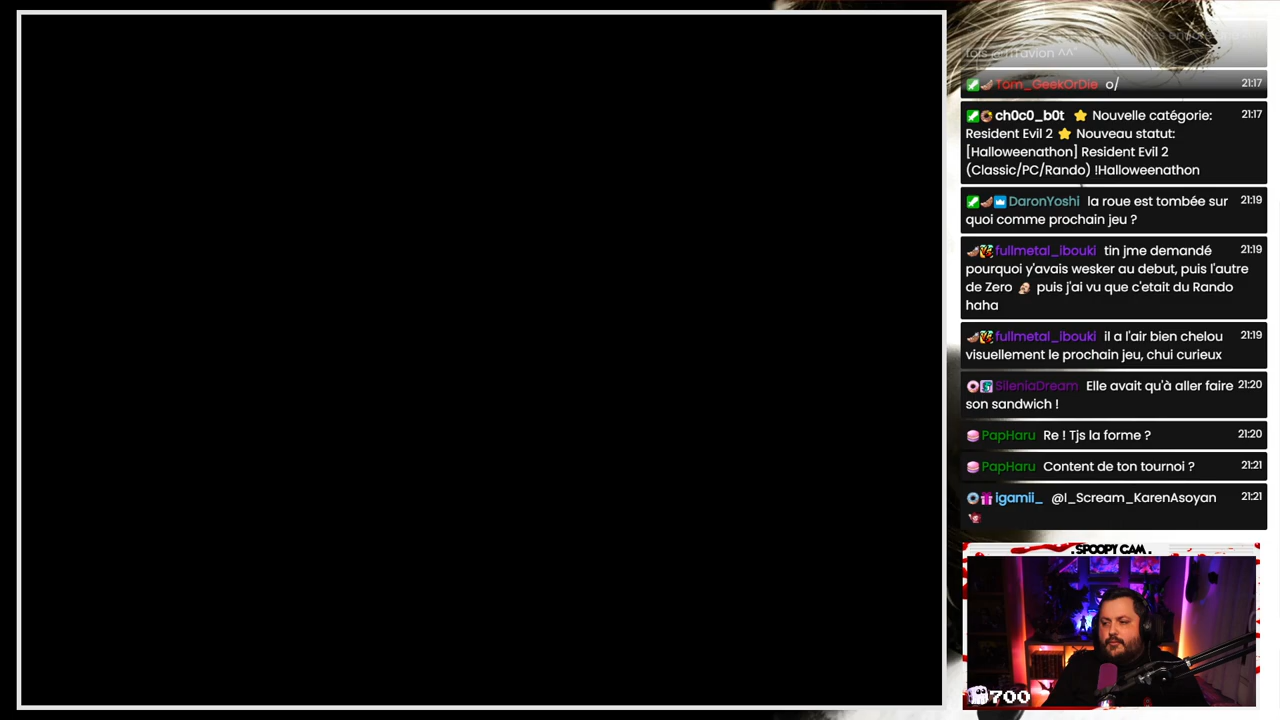 fois @TTavion ^^"
Tom_GeekOrDie o/ 21:17
ch0c0_b0t ⭐ Nouvelle catégorie: 21:17
Resident Evil 2 ⭐ Nouveau statut:
[Halloweenathon] Resident Evil 2
(Classic/PC/Rando) !Halloweenathon
DaronYoshi la roue est tombée sur 21:19
quoi comme prochain jeu ?
fullmetal_ibouki tin jme demandé 21:19
pourquoi y'avais wesker au debut, puis l'autre
de Zero puis j'ai vu que c'etait du Rando
haha
fullmetal_ibouki il a l'air bien chelou 21:19
visuellement le prochain jeu, chui curieux
SileniaDream Elle avait qu'à aller faire 21:20
son sandwich !
PapHaru Re ! Tjs la forme ? 21:20
PapHaru Content de ton tournoi ? 21:21
igamii_ @I_Scream_KarenAsoyan 21:21
. SPOOPY CAM .
700